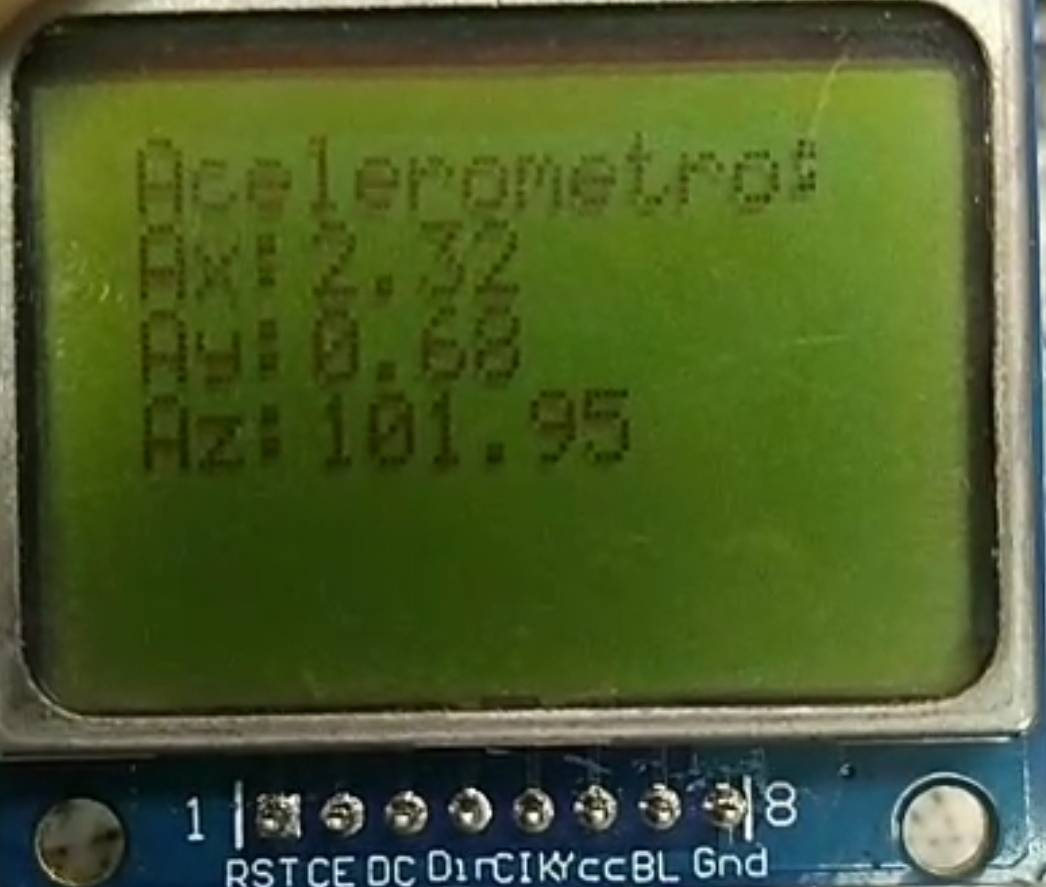 Acelerometro:
Ax: 2.32
Ay: 0.68
Az: 101.95
1 8
RST CE DC Din Clk Vcc BL Gnd